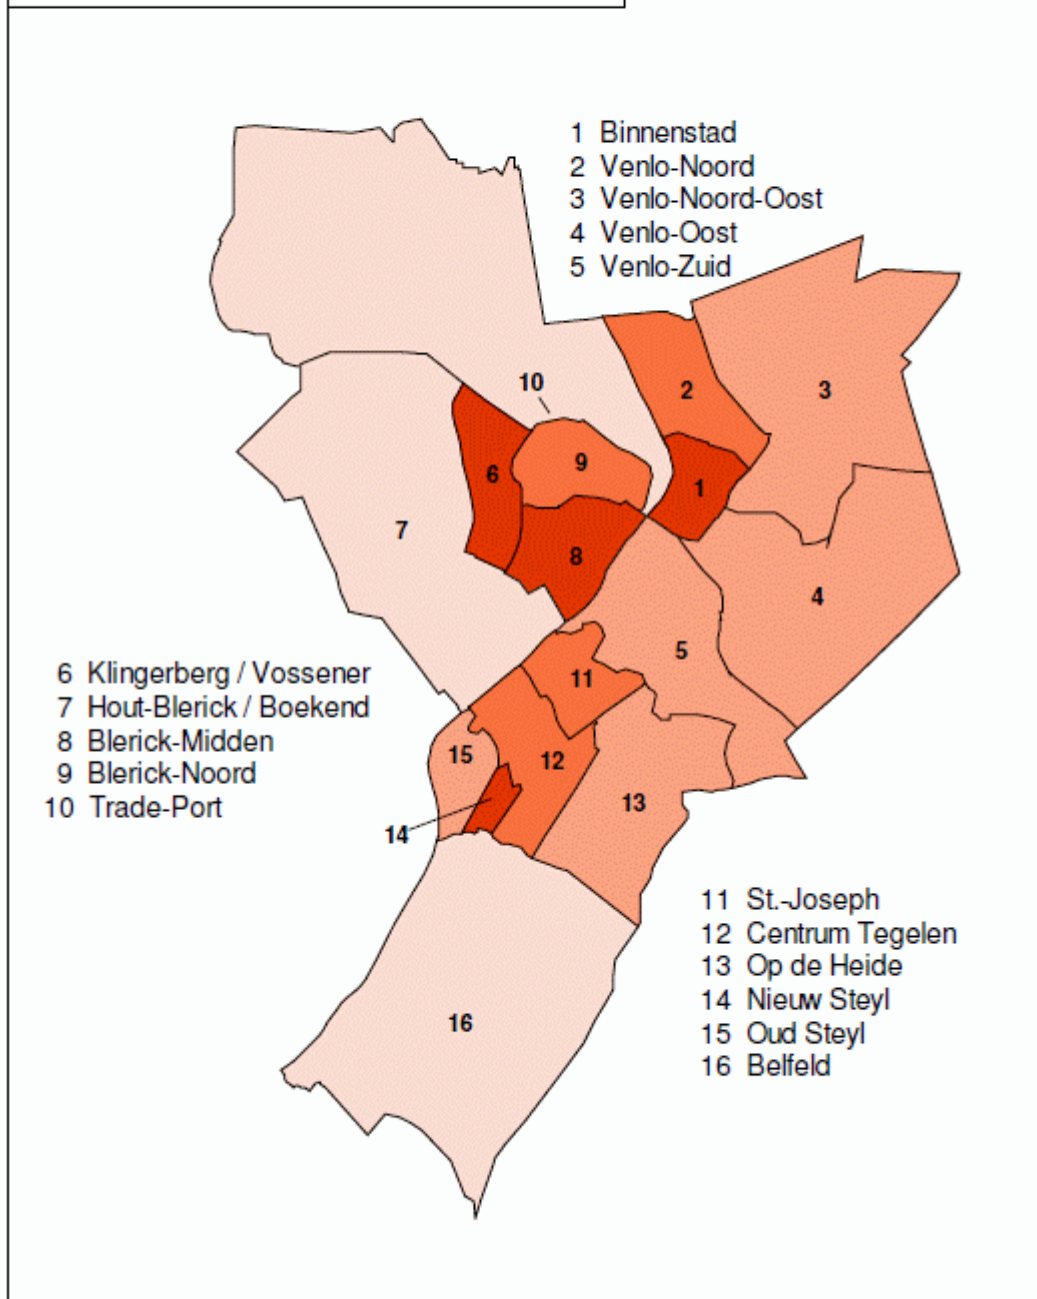 1 Binnenstad
2 Venlo-Noord
3 Venlo-Noord-Oost
4 Venlo-Oost
5 Venlo-Zuid
10
2
3
9
6
1
7
8
4
5
11
6 Klingerberg / Vossener
7 Hout-Blerick / Boekend
8 Blerick-Midden
9 Blerick-Noord
10 Trade-Port
15
12
13
14
11 St.-Joseph
12 Centrum Tegelen
13 Op de Heide
14 Nieuw Steyl
15 Oud Steyl
16 Belfeld
16